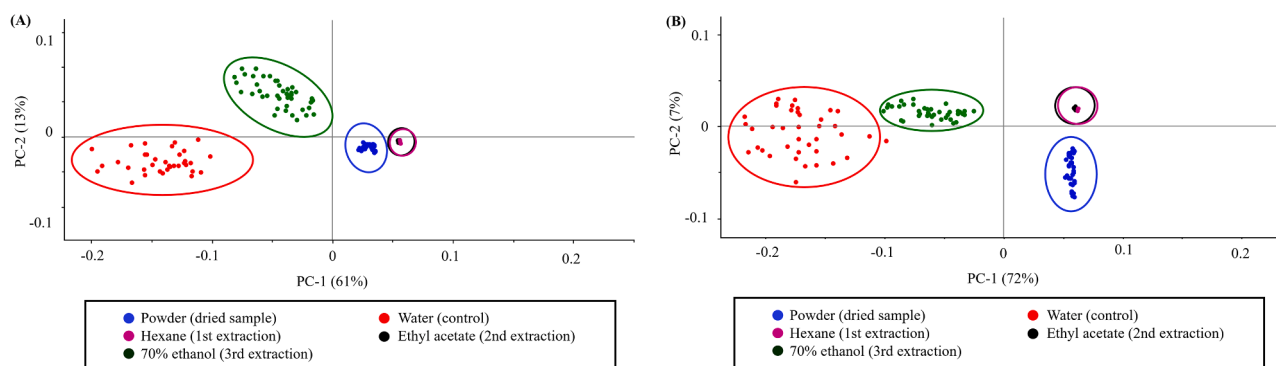 (A)
0.1
0
-0.1
PC-2 (13%)
-0.2
-0.1
0
0.1
0.2
PC-1 (61%)
Powder (dried sample)
Water (control)
Hexane (1st extraction)
Ethyl acetate (2nd extraction)
70% ethanol (3rd extraction)
(B)
0.1
0
-0.1
PC-2 (7%)
-0.2
-0.1
0
0.1
0.2
PC-1 (72%)
Powder (dried sample)
Water (control)
Hexane (1st extraction)
Ethyl acetate (2nd extraction)
70% ethanol (3rd extraction)